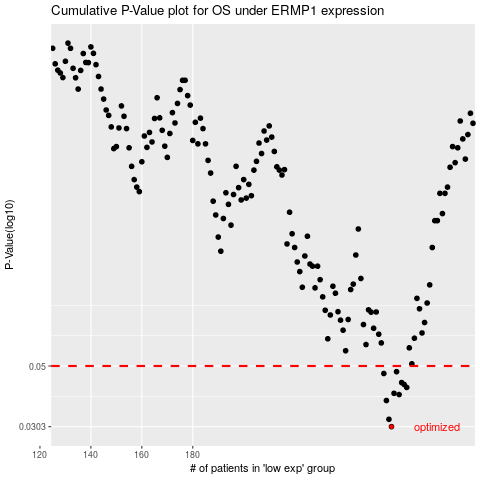 Cumulative P-Value plot for OS under ERMP1 expression
P-Value(log10)
0.05
0.0303
optimized
120 140 160 180
# of patients in 'low exp' group